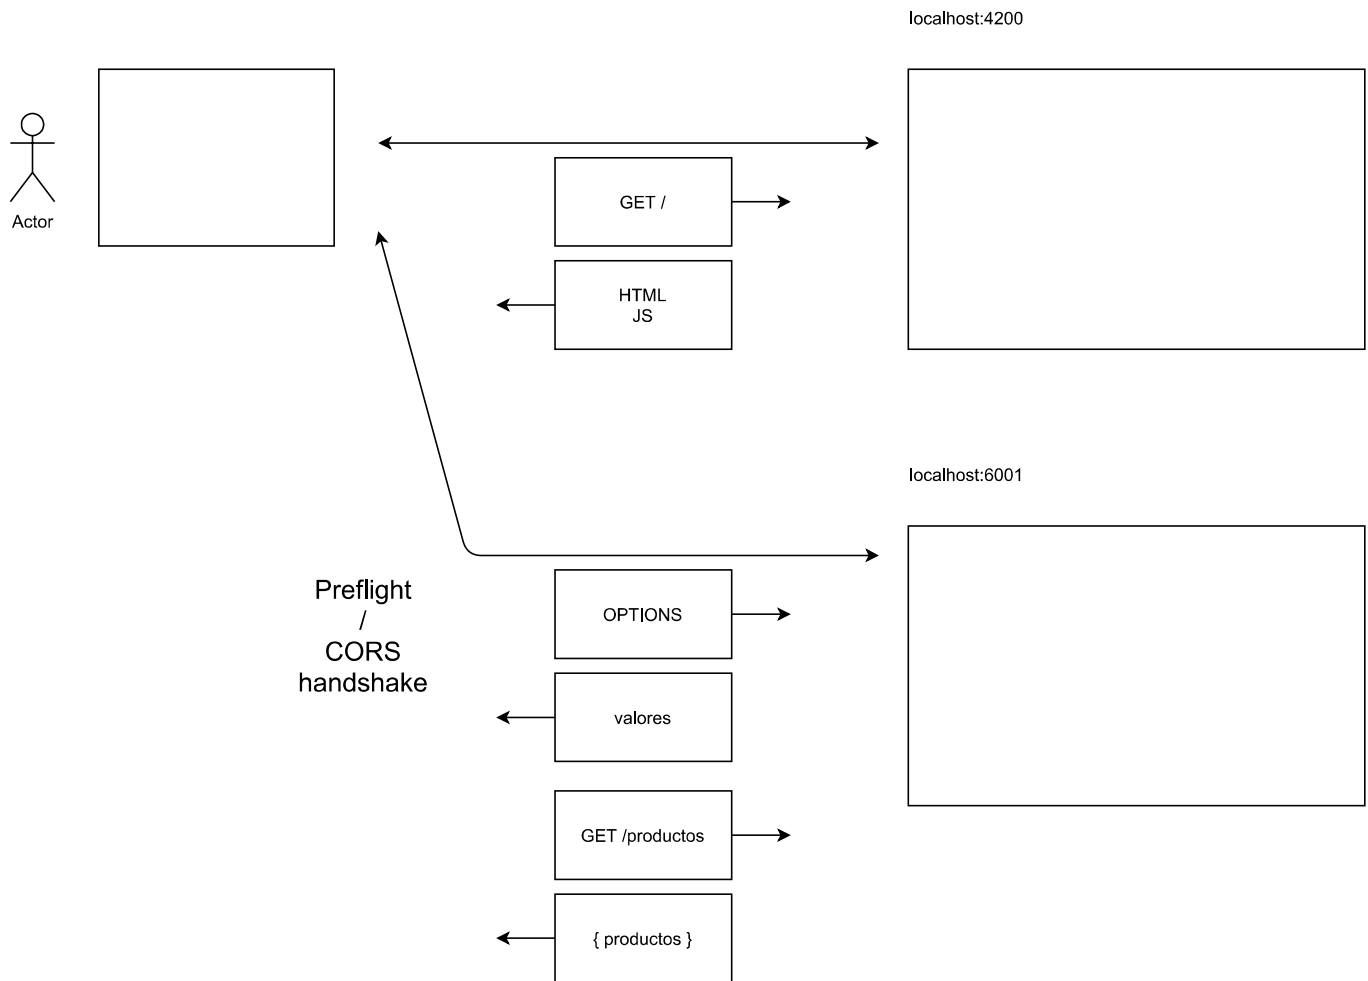 localhost:4200
Actor
GET /
HTML
JS
localhost:6001
Preflight
/
CORS
handshake
OPTIONS
valores
GET /productos
{ productos }